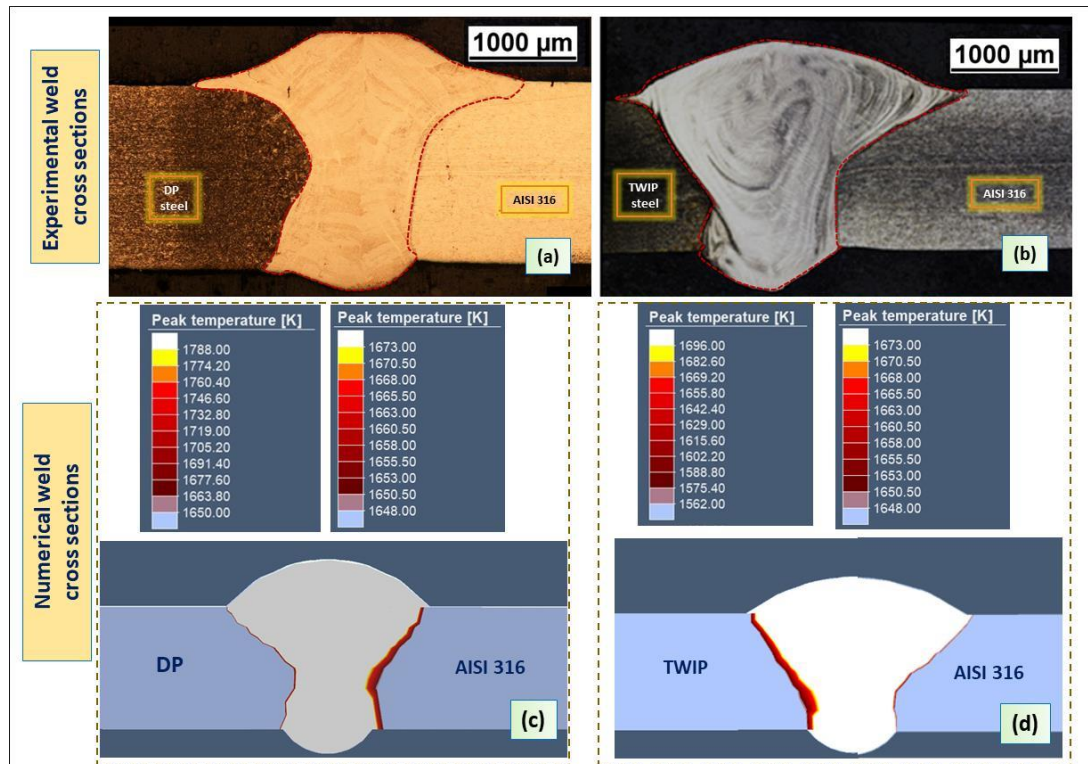 Experimental weld
cross sections
1000 µm
DP
steel
AISI 316
(a)
1000 µm
TWIP
steel
AISI 316
(b)
Numerical weld
cross sections
Peak temperature [K]
1788.00
1774.20
1760.40
1746.60
1732.80
1719.00
1705.20
1691.40
1677.60
1663.80
1650.00
Peak temperature [K]
1673.00
1670.50
1668.00
1665.50
1663.00
1660.50
1658.00
1655.50
1653.00
1650.50
1648.00
DP
AISI 316
(c)
Peak temperature [K]
1696.00
1682.60
1669.20
1655.80
1642.40
1629.00
1615.60
1602.20
1588.80
1575.40
1562.00
Peak temperature [K]
1673.00
1670.50
1668.00
1665.50
1663.00
1660.50
1658.00
1655.50
1653.00
1650.50
1648.00
TWIP
AISI 316
(d)